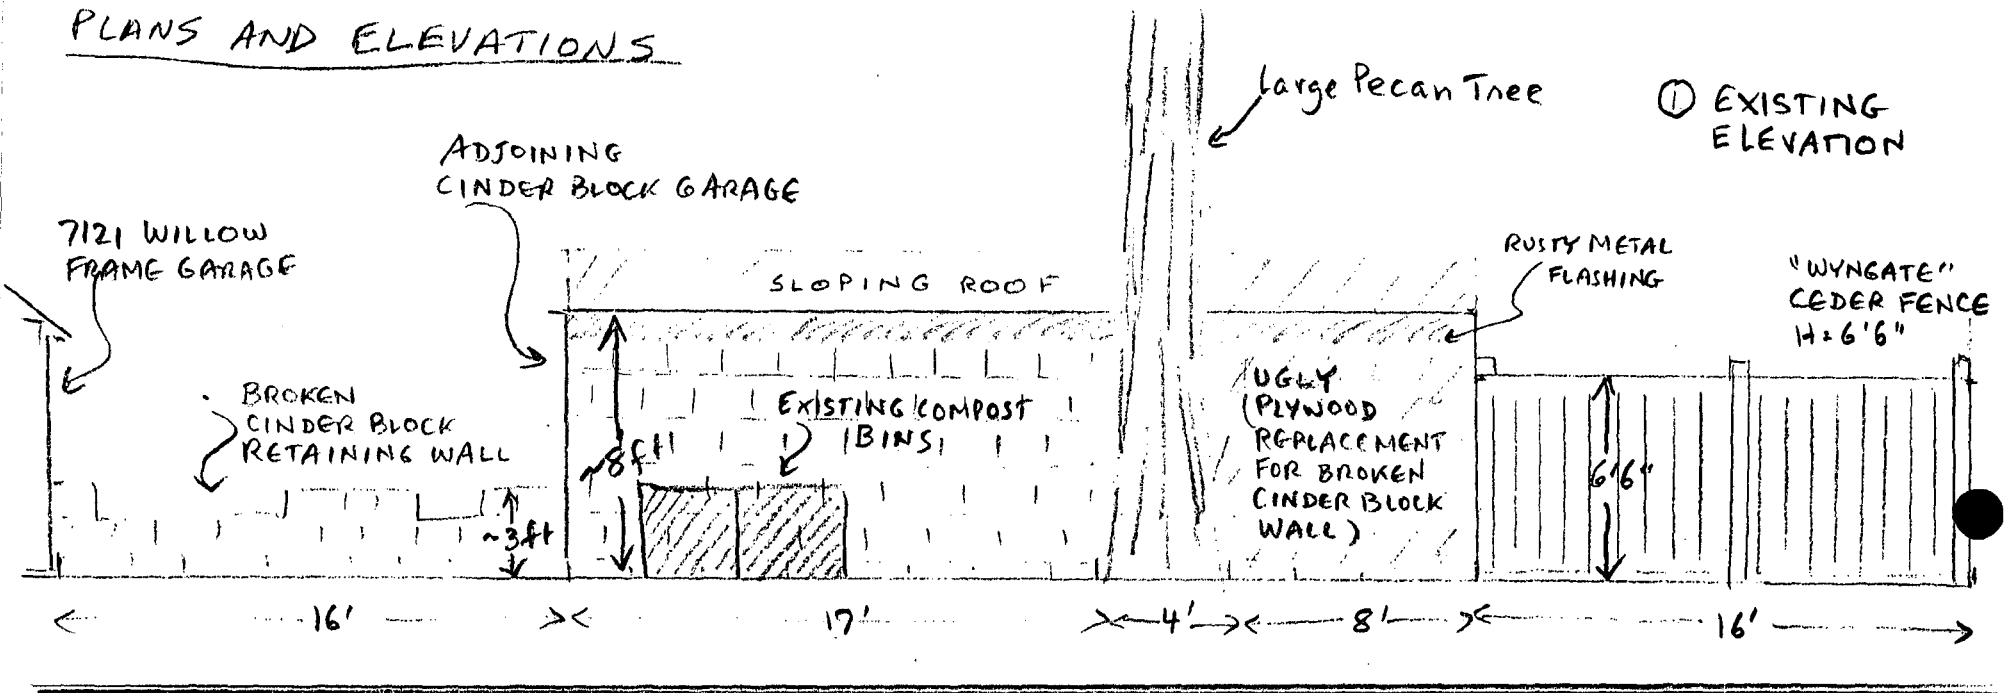 PLANS AND ELEVATIONS
large Pecan Tree
① EXISTING
ELEVATION
ADJOINING
CINDER BLOCK GARAGE
7121 WILLOW
FRAME GARAGE
RUSTY METAL
FLASHING
"WYNGATE"
CEDER FENCE
H=6'6"
SLOPING ROOF
BROKEN
CINDER BLOCK
RETAINING WALL
EXISTING COMPOST
BINS
UGLY
(PLYWOOD
REPLACEMENT
FOR BROKEN
CINDER BLOCK
WALL)
~8ft
6'6"
~3ft
16'
17'
4'
8'
16'